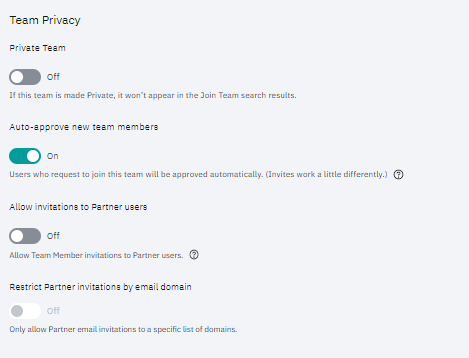 Team Privacy
Private Team
Off
If this team is made Private, it won't appear in the Join Team search results.
Auto-approve new team members
On
Users who request to join this team will be approved automatically. (Invites work a little differently.) ?
Allow invitations to Partner users
Off
Allow Team Member invitations to Partner users. ?
Restrict Partner invitations by email domain
Off
Only allow Partner email invitations to a specific list of domains.